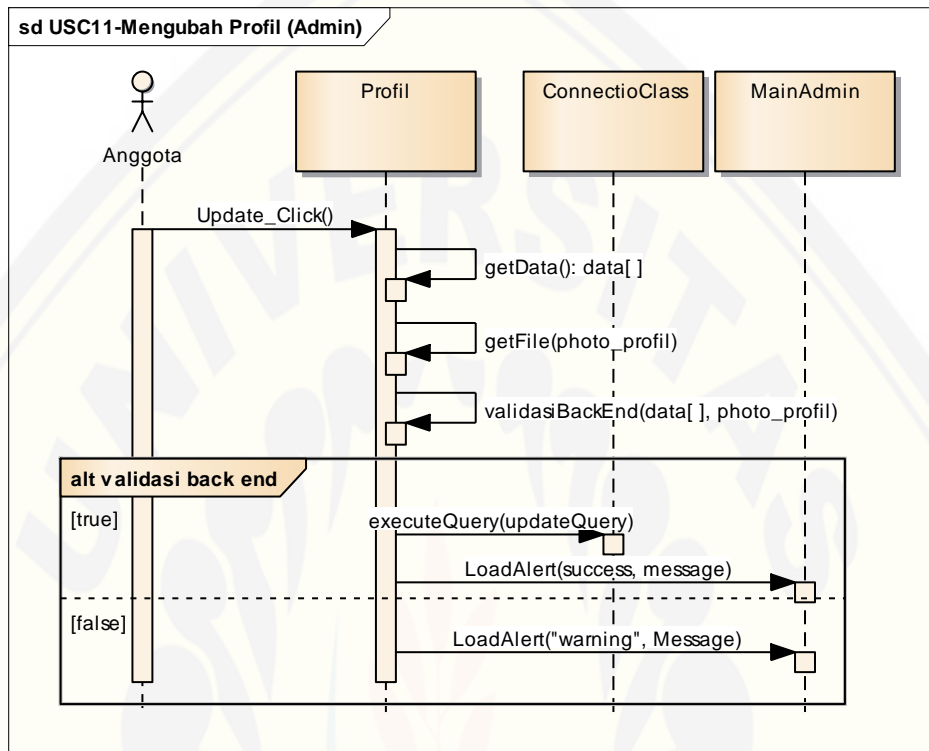 sd USC11-Mengubah Profil (Admin)
Profil
ConnectioClass
MainAdmin
Anggota
Update_Click()
getData(): data[ ]
getFile(photo_profil)
validasiBackEnd(data[ ], photo_profil)
alt validasi back end
[true]
executeQuery(updateQuery)
LoadAlert(success, message)
[false]
LoadAlert("warning", Message)
UNIVERSITAS